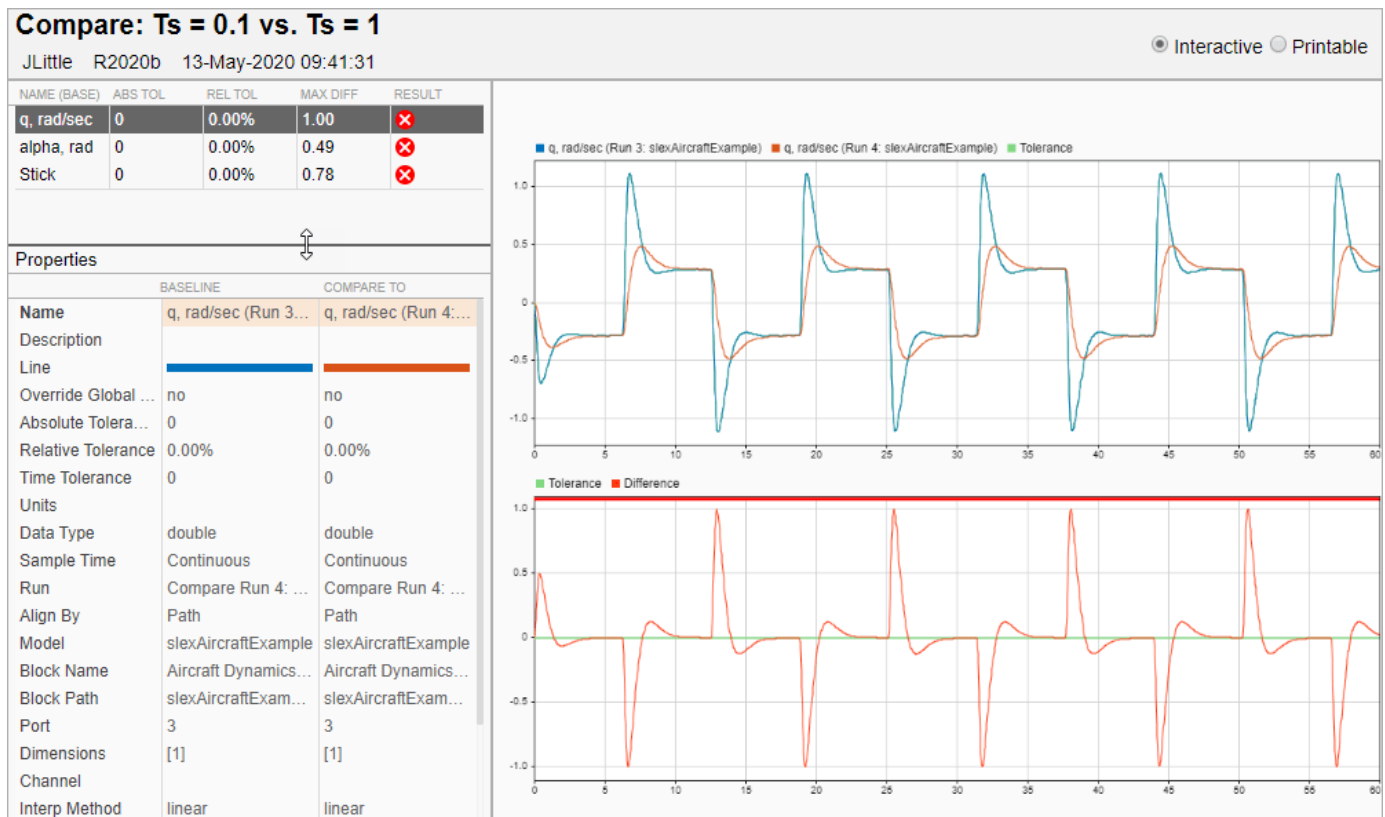 Compare: Ts = 0.1 vs. Ts = 1
JLittle R2020b 13-May-2020 09:41:31
Interactive Printable
NAME (BASE) ABS TOL REL TOL MAX DIFF RESULT
q, rad/sec 0 0.00% 1.00
alpha, rad 0 0.00% 0.49
Stick 0 0.00% 0.78
Properties
BASELINE COMPARE TO
Name q, rad/sec (Run 3... q, rad/sec (Run 4:...
Description
Line
Override Global ... no no
Absolute Tolera... 0 0
Relative Tolerance 0.00% 0.00%
Time Tolerance 0 0
Units
Data Type double double
Sample Time Continuous Continuous
Run Compare Run 4: ... Compare Run 4: ...
Align By Path Path
Model slexAircraftExample slexAircraftExample
Block Name Aircraft Dynamics... Aircraft Dynamics...
Block Path slexAircraftExam... slexAircraftExam...
Port 3 3
Dimensions [1] [1]
Channel
Interp Method linear linear
q, rad/sec (Run 3: slexAircraftExample) q, rad/sec (Run 4: slexAircraftExample) Tolerance
1.0
0.5
0
-0.5
-1.0
0 5 10 15 20 25 30 35 40 45 50 55 60
Tolerance Difference
1.0
0.5
0
-0.5
-1.0
0 5 10 15 20 25 30 35 40 45 50 55 60